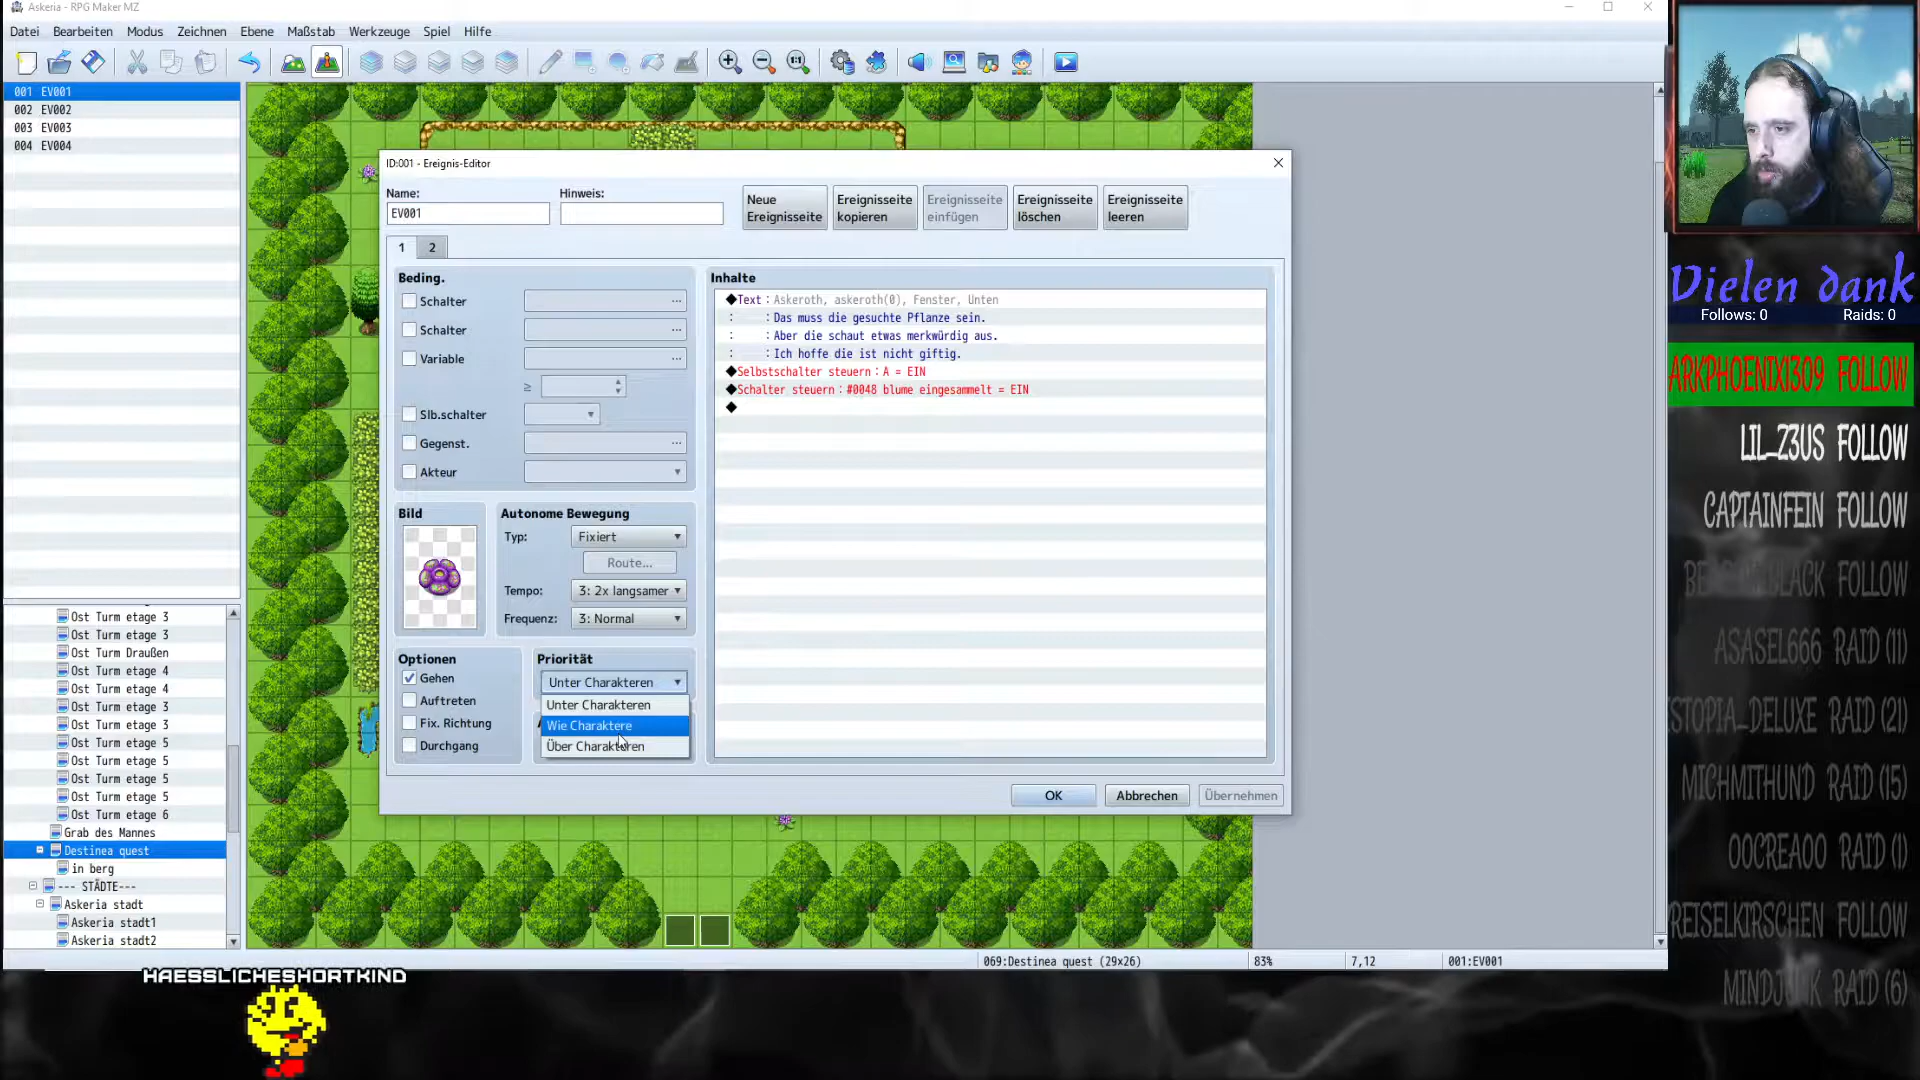 Askeria - RPG Maker MZ
Datei Bearbeiten Modus Zeichnen Ebene Maßstab Werkzeuge Spiel Hilfe
1:1
001 EV001
002 EV002
003 EV003
004 EV004
ID:001 - Ereignis-Editor
Name:
Hinweis:
EV001
Neue Ereignisseite
Ereignisseite kopieren
Ereignisseite einfügen
Ereignisseite löschen
Ereignisseite leeren
1 2
Beding.
Schalter ...
Schalter ...
Variable ...
≥
Slb.schalter
Gegenst. ...
Akteur
Bild
Autonome Bewegung
Typ: Fixiert
Route...
Tempo: 3: 2x langsamer
Frequenz: 3: Normal
Optionen
Gehen
Auftreten
Fix. Richtung
Durchgang
Priorität
Unter Charakteren
Unter Charakteren
Wie Charaktere
Über Charakteren
Inhalte
◆Text : Askeroth, askeroth(0), Fenster, Unten
: : Das muss die gesuchte Pflanze sein.
: : Aber die schaut etwas merkwürdig aus.
: : Ich hoffe die ist nicht giftig.
◆Selbstschalter steuern : A = EIN
◆Schalter steuern : #0048 blume eingesammelt = EIN
◆
OK Abbrechen Übernehmen
Ost Turm etage 3
Ost Turm etage 3
Ost Turm Draußen
Ost Turm etage 4
Ost Turm etage 4
Ost Turm etage 3
Ost Turm etage 3
Ost Turm etage 5
Ost Turm etage 5
Ost Turm etage 5
Ost Turm etage 5
Ost Turm etage 6
Grab des Mannes
Destinea quest
in berg
--- STÄDTE---
Askeria stadt
Askeria stadt1
Askeria stadt2
069:Destinea quest (29x26) 83% 7,12 001:EV001
HAESSLICHESHORTKIND
Vielen dank
Follows: 0 Raids: 0
ARKPHOENIX1309 FOLLOW
LIL_Z3US FOLLOW
CAPTAINFEIN FOLLOW
FOLLOW
ASASEL666 RAID (11)
STOPIA_DELUXE RAID (21)
MICHMITHUND RAID (15)
OOCREAOO RAID (1)
REISELKIRSCHEN FOLLOW
RAID (6)